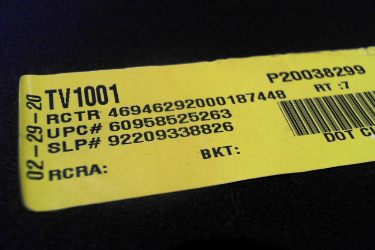 02-29-20
TV1001
P20038299
RCTR 46946292000187448
RT :7
UPC# 60958525263
SLP# 92209338826
DOT
RCRA:
BKT: